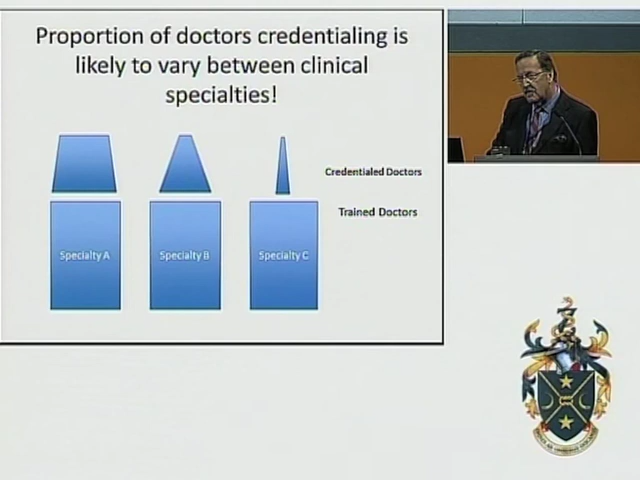 Proportion of doctors credentialing is
likely to vary between clinical
specialties!
Credentialed Doctors
Trained Doctors
Specialty A
Specialty B
Specialty C